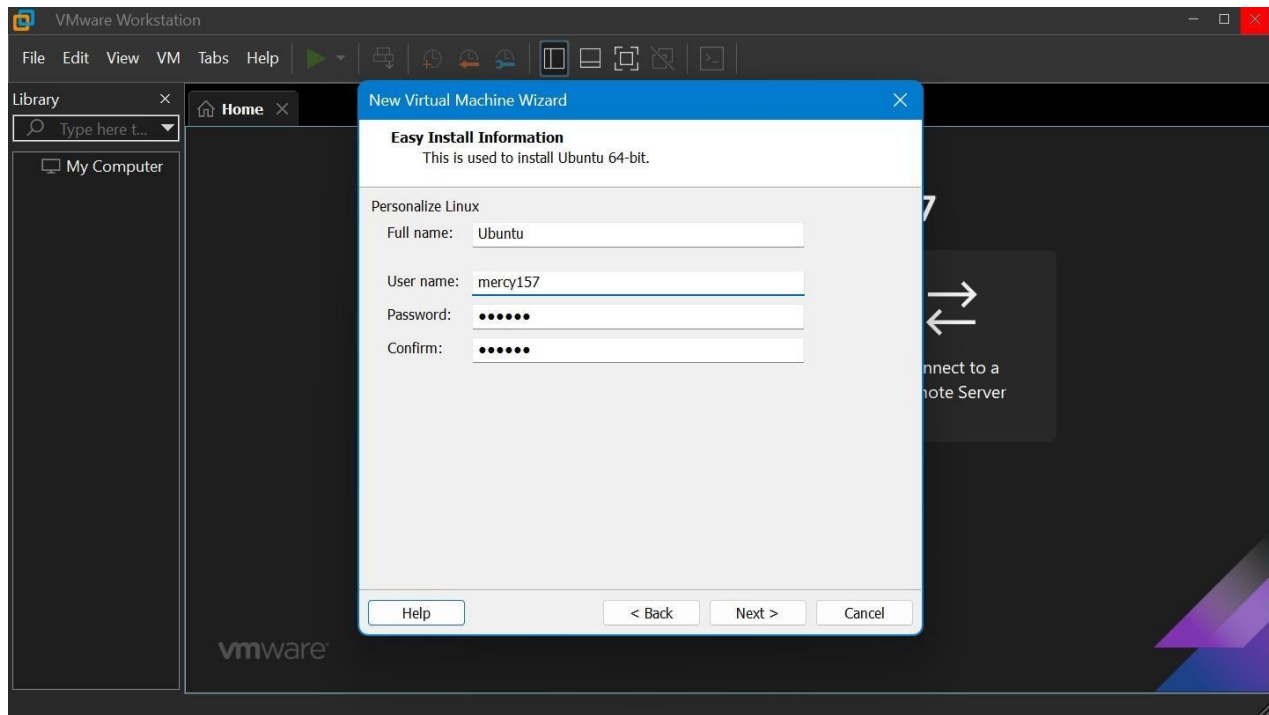 VMware Workstation
File Edit View VM Tabs Help
Library
Home
Type here t...
My Computer
New Virtual Machine Wizard
Easy Install Information
This is used to install Ubuntu 64-bit.
Personalize Linux
Full name: Ubuntu
User name: mercy157
Password: ●●●●●●
Confirm: ●●●●●●
7
nnect to a
ote Server
Help < Back Next > Cancel
vmware